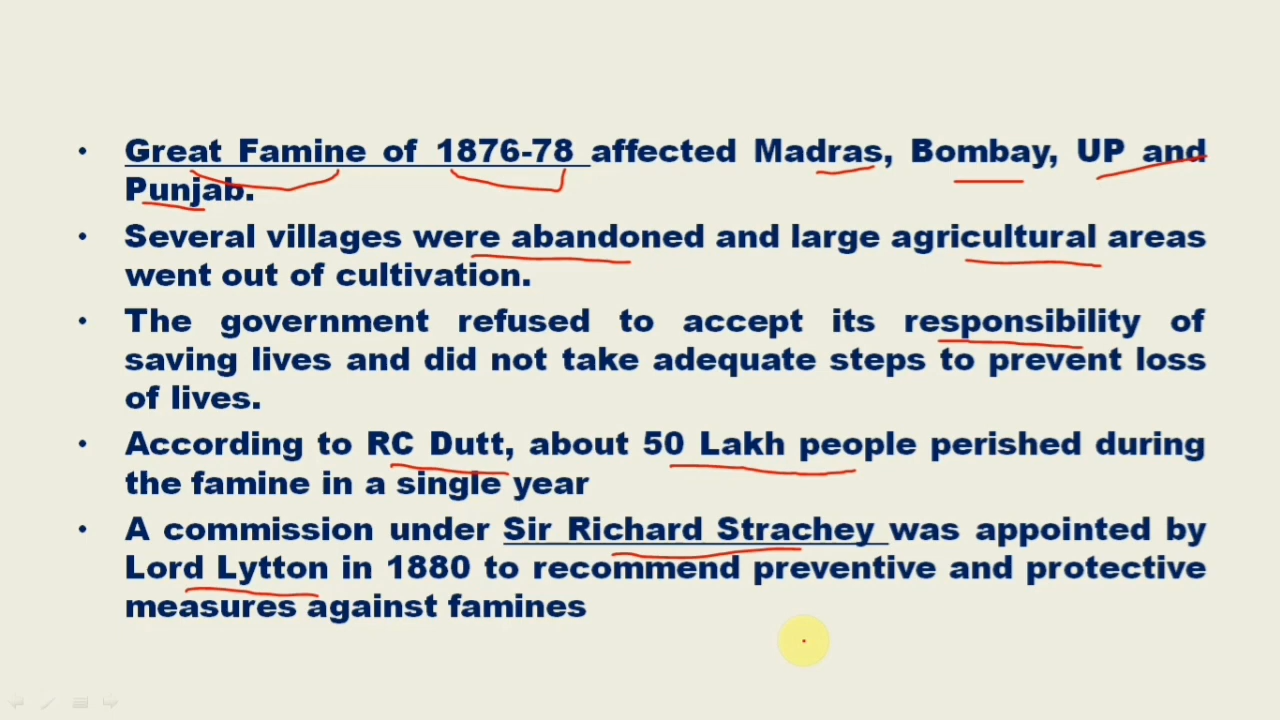 • Great Famine of 1876-78 affected Madras, Bombay, UP and
Punjab.
• Several villages were abandoned and large agricultural areas
went out of cultivation.
• The government refused to accept its responsibility of
saving lives and did not take adequate steps to prevent loss
of lives.
• According to RC Dutt, about 50 Lakh people perished during
the famine in a single year
• A commission under Sir Richard Strachey was appointed by
Lord Lytton in 1880 to recommend preventive and protective
measures against famines